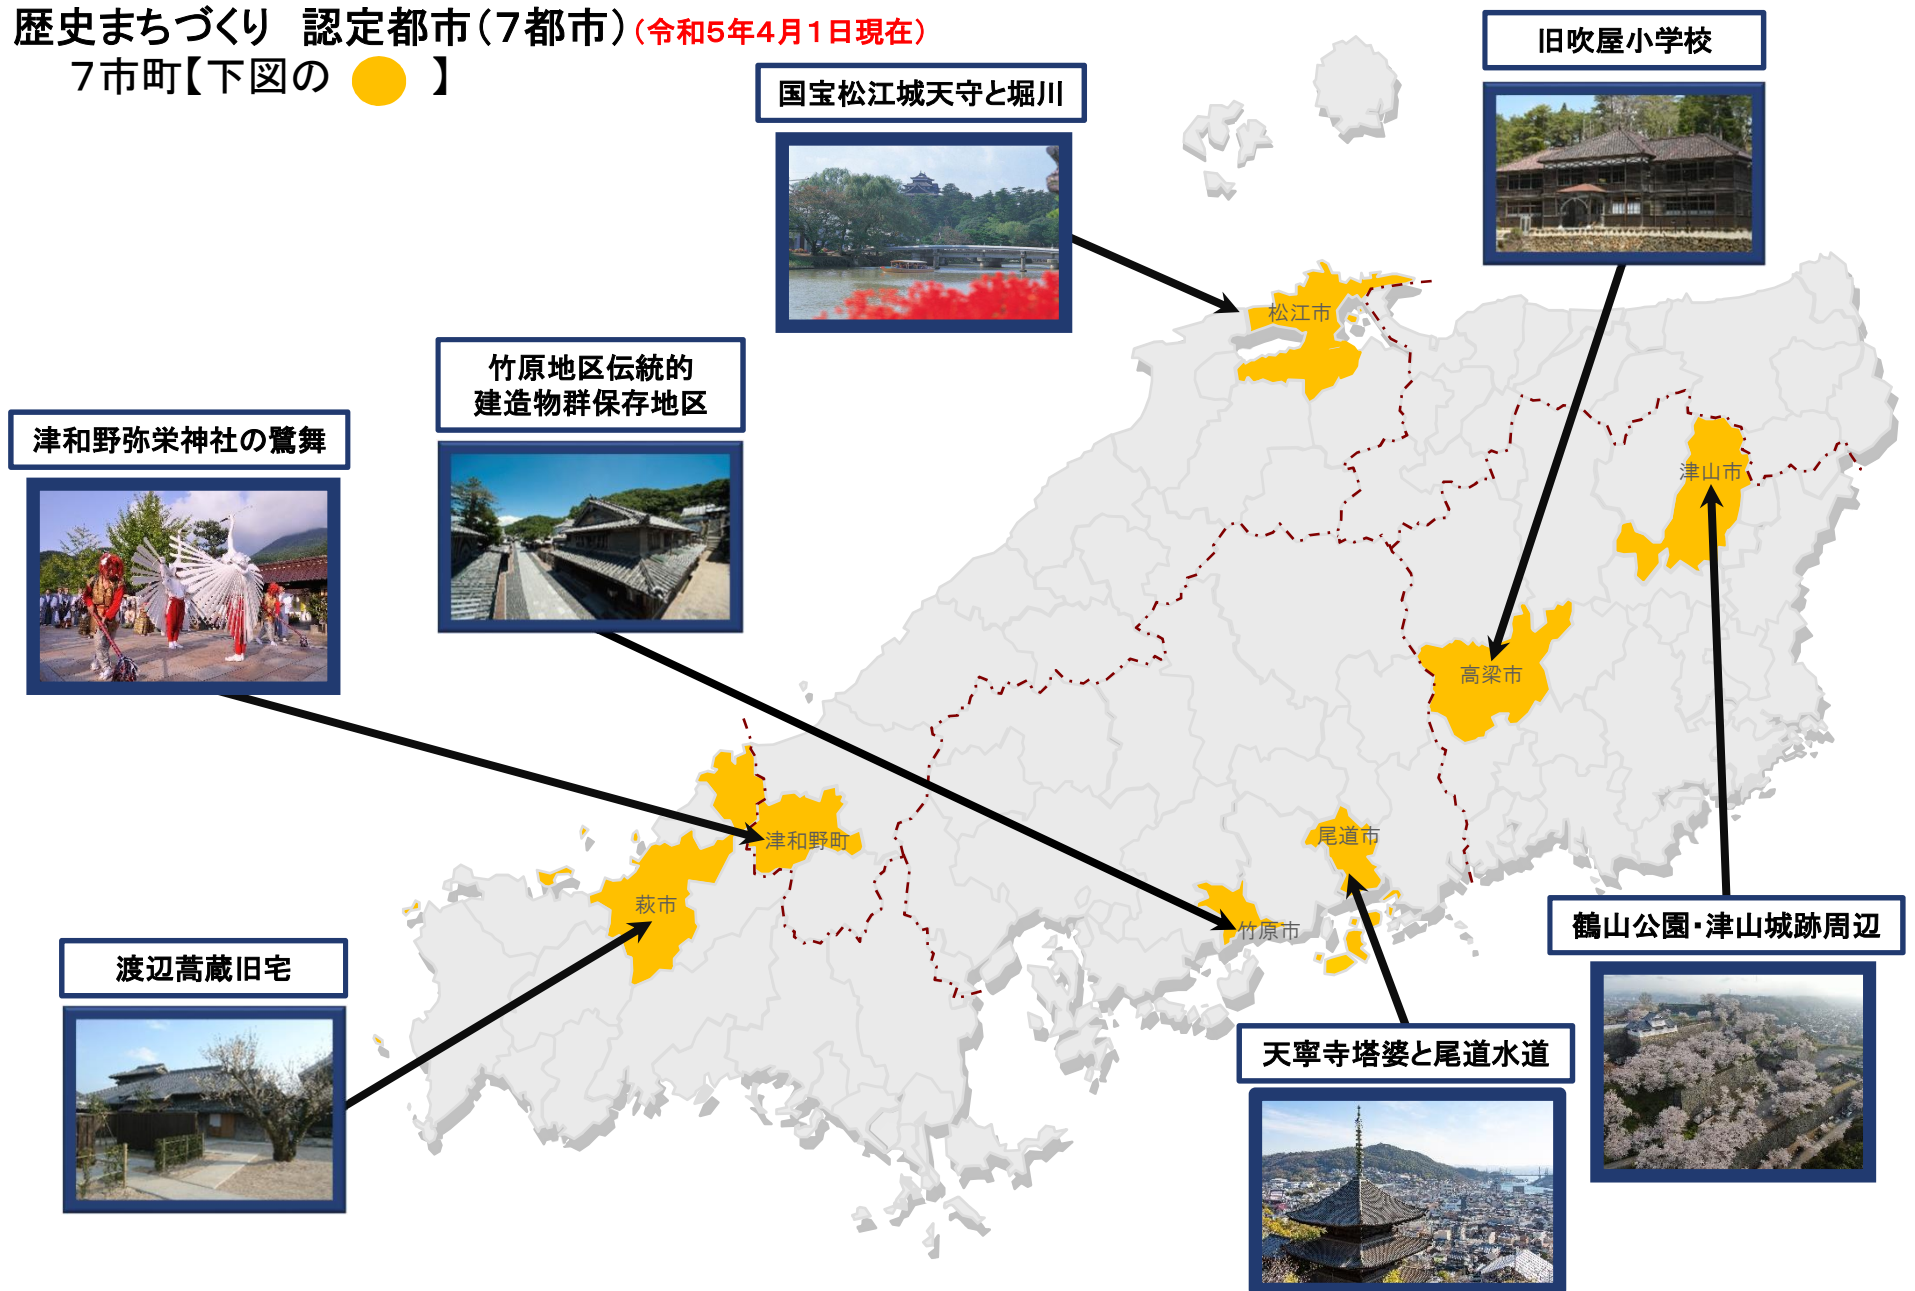 歴史まちづくり　認定都市（７都市）（令和５年４月１日現在）
７市町【下図の 】
旧吹屋小学校
国宝松江城天守と堀川
松江市
竹原地区伝統的
建造物群保存地区
津和野弥栄神社の鷺舞
津山市
高梁市
津和野町
尾道市
萩市
竹原市
鶴山公園・津山城跡周辺
渡辺蒿蔵旧宅
天寧寺塔婆と尾道水道